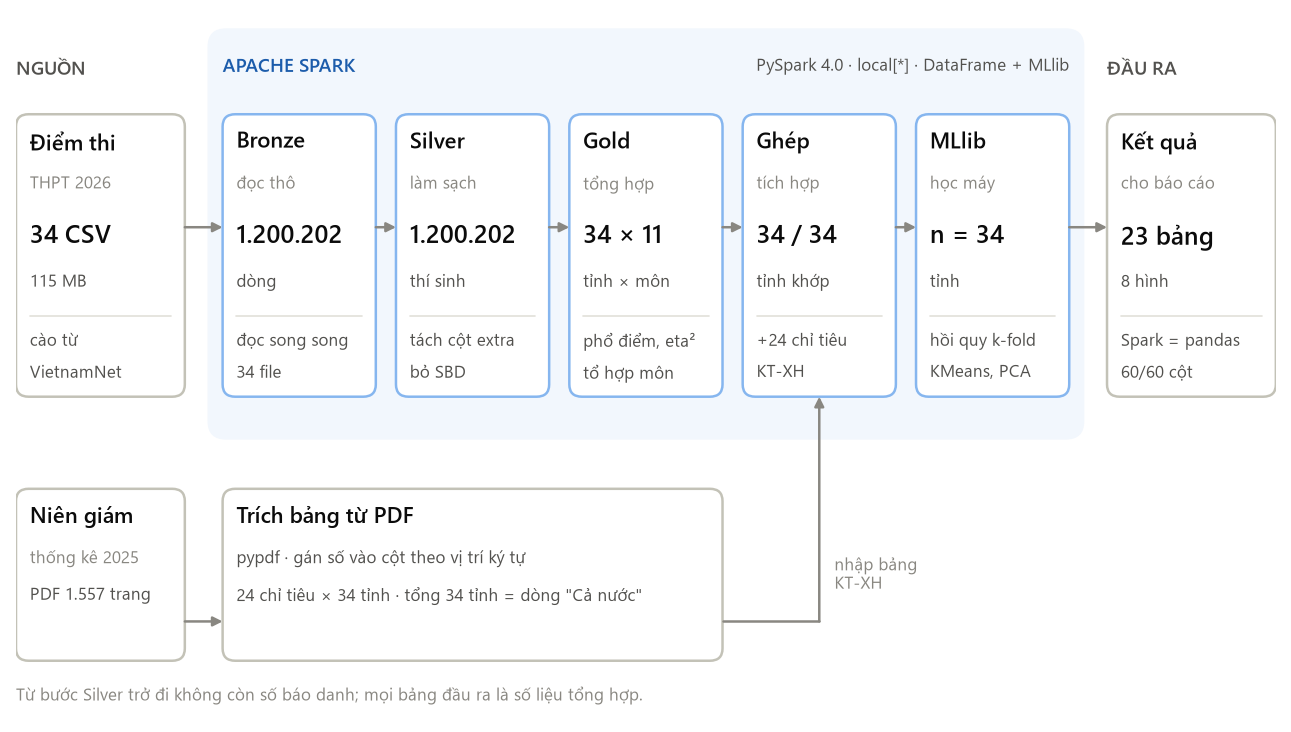 NGUỒN
APACHE SPARK
PySpark 4.0 · local[*] · DataFrame + MLlib
ĐẦU RA
Điểm thi
THPT 2026
34 CSV
115 MB
cào từ
VietnamNet
Bronze
đọc thô
1.200.202
dòng
đọc song song
34 file
Silver
làm sạch
1.200.202
thí sinh
tách cột extra
bỏ SBD
Gold
tổng hợp
34 × 11
tỉnh × môn
phổ điểm, eta²
tổ hợp môn
Ghép
tích hợp
34 / 34
tỉnh khớp
+24 chỉ tiêu
KT-XH
MLlib
học máy
n = 34
tỉnh
hồi quy k-fold
KMeans, PCA
Kết quả
cho báo cáo
23 bảng
8 hình
Spark = pandas
60/60 cột
Niên giám
thống kê 2025
PDF 1.557 trang
Trích bảng từ PDF
pypdf · gán số vào cột theo vị trí ký tự
24 chỉ tiêu × 34 tỉnh · tổng 34 tỉnh = dòng "Cả nước"
nhập bảng
KT-XH
Từ bước Silver trở đi không còn số báo danh; mọi bảng đầu ra là số liệu tổng hợp.